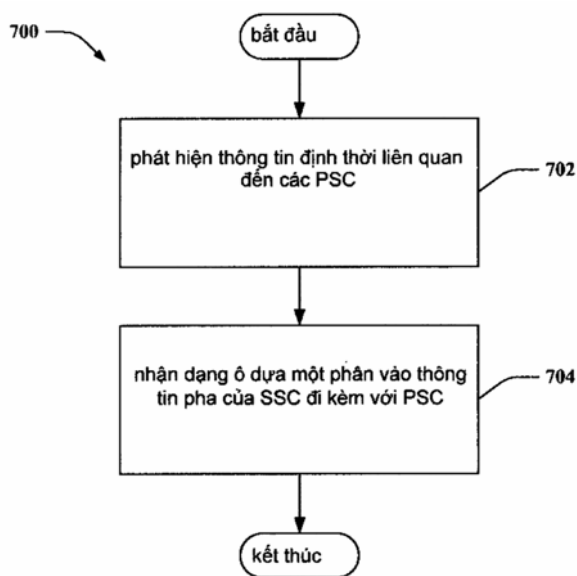 700
bắt đầu
phát hiện thông tin định thời liên quan
đến các PSC
702
nhận dạng ô dựa một phân vào thông
tin pha của SSC đi kèm với PSC
704
kết thúc